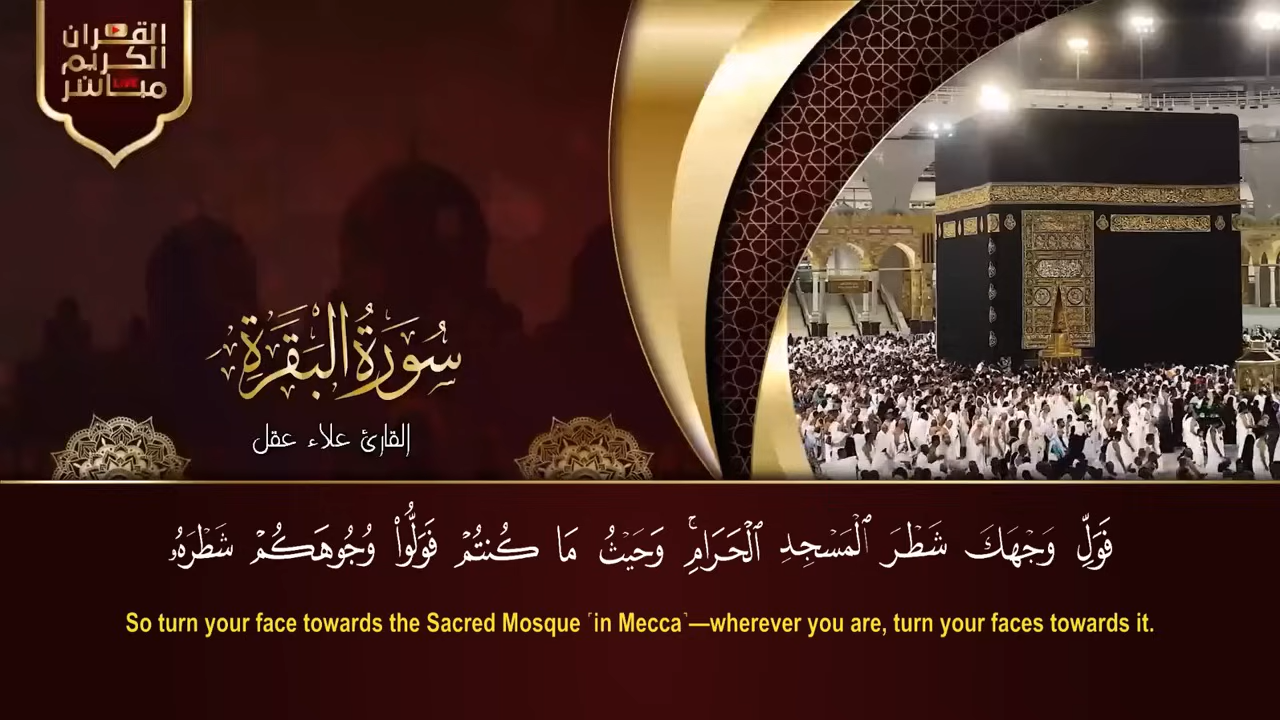 القرآن
الكريم
LIVE
مباشر
سُورَةُ البَقَرَةِ
القارئ علاء عقل
فَوَلِّ وَجْهَكَ شَطْرَ ٱلْمَسْجِدِ ٱلْحَرَامِ ۚ وَحَيْثُ مَا كُنتُمْ فَوَلُّوا۟ وُجُوهَكُمْ شَطْرَهُۥ
So turn your face towards the Sacred Mosque ˹in Mecca˺—wherever you are, turn your faces towards it.